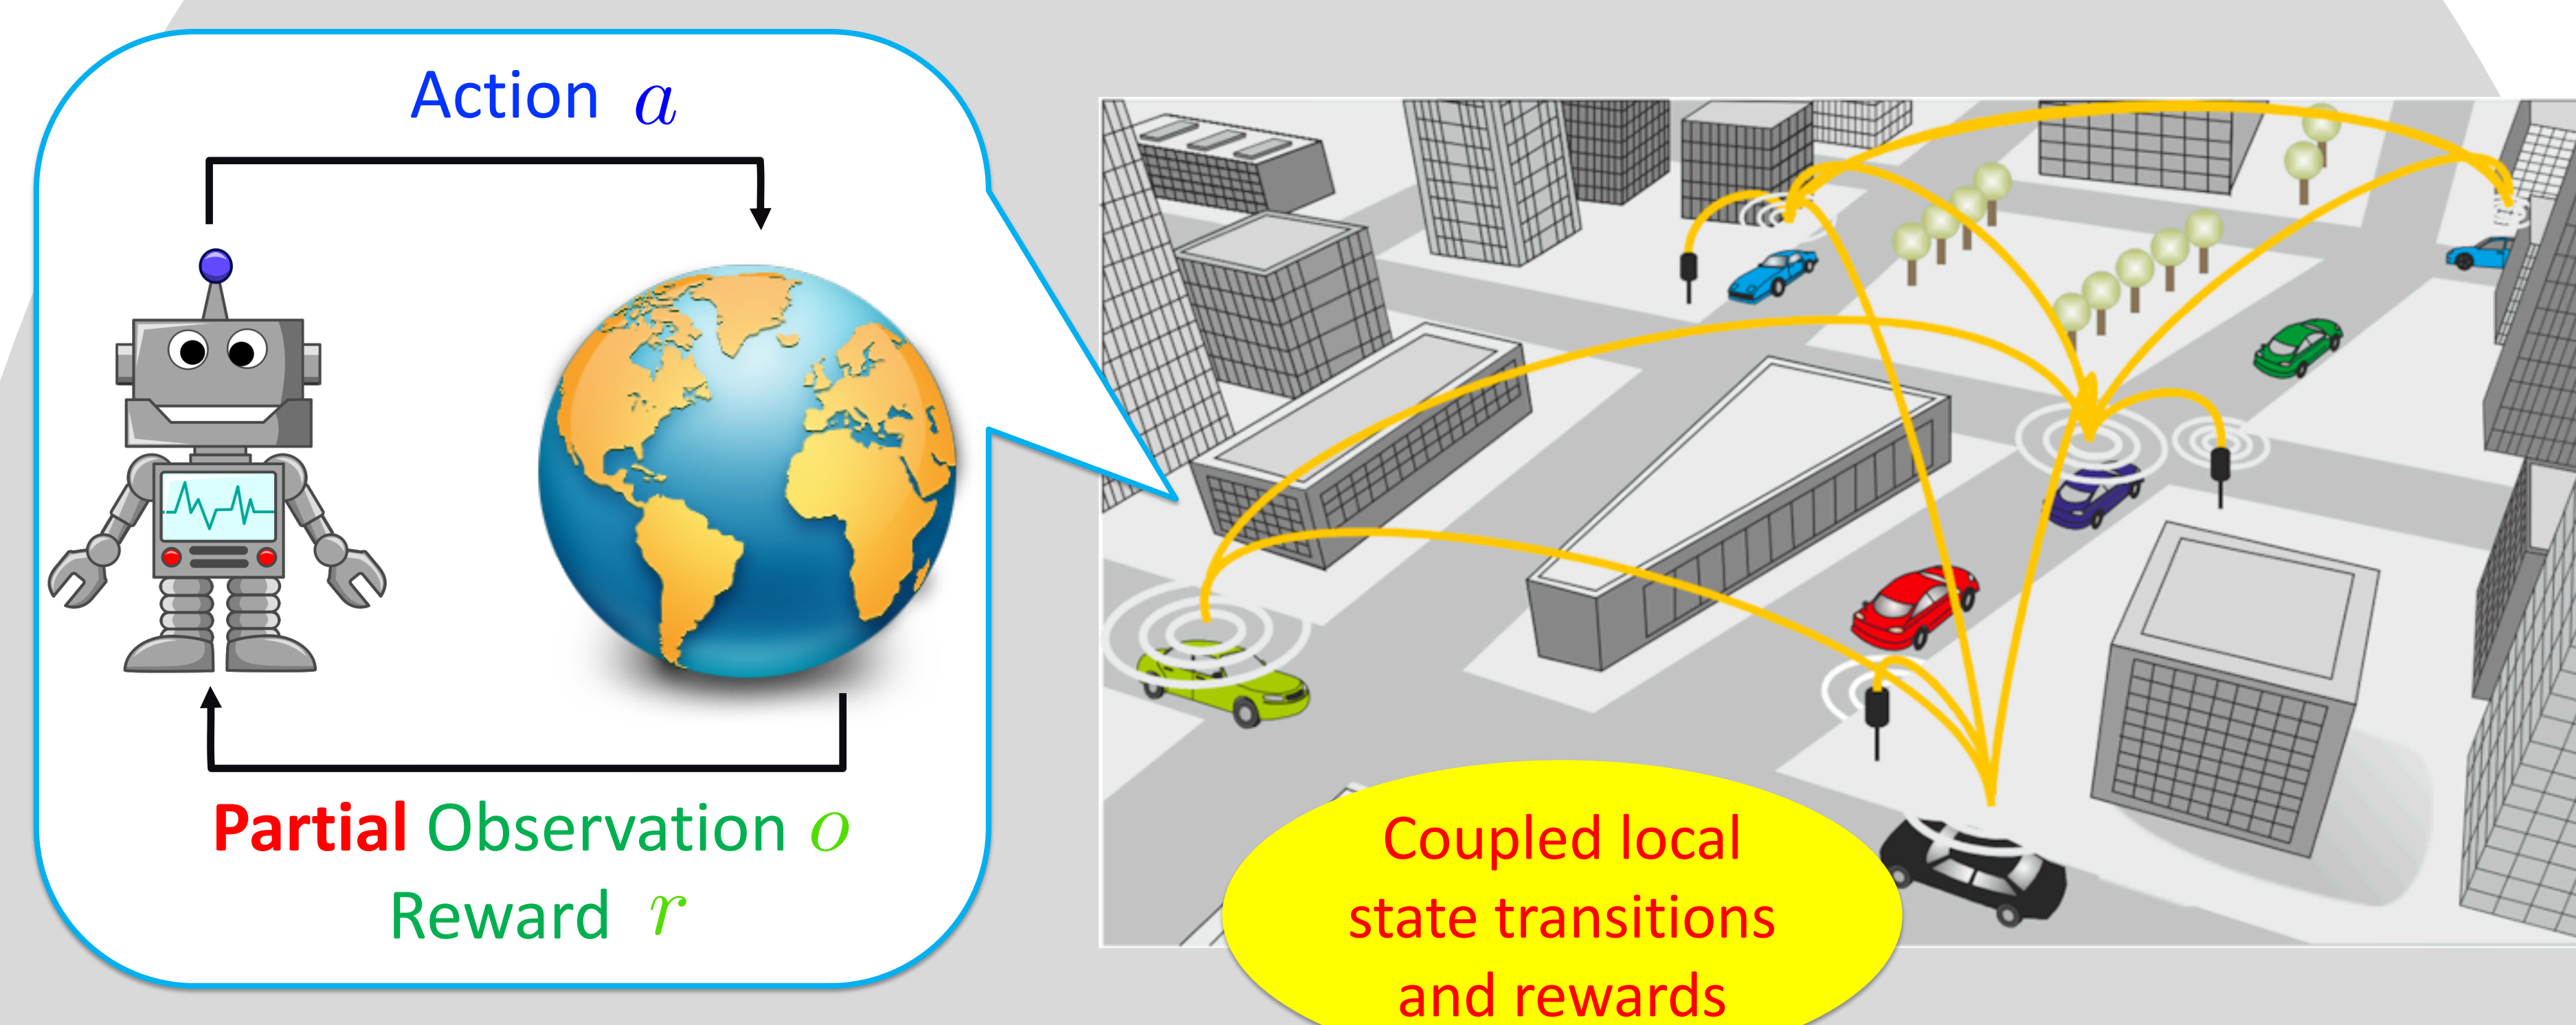 Action a
Partial Observation o
Reward r
Coupled local
state transitions
and rewards